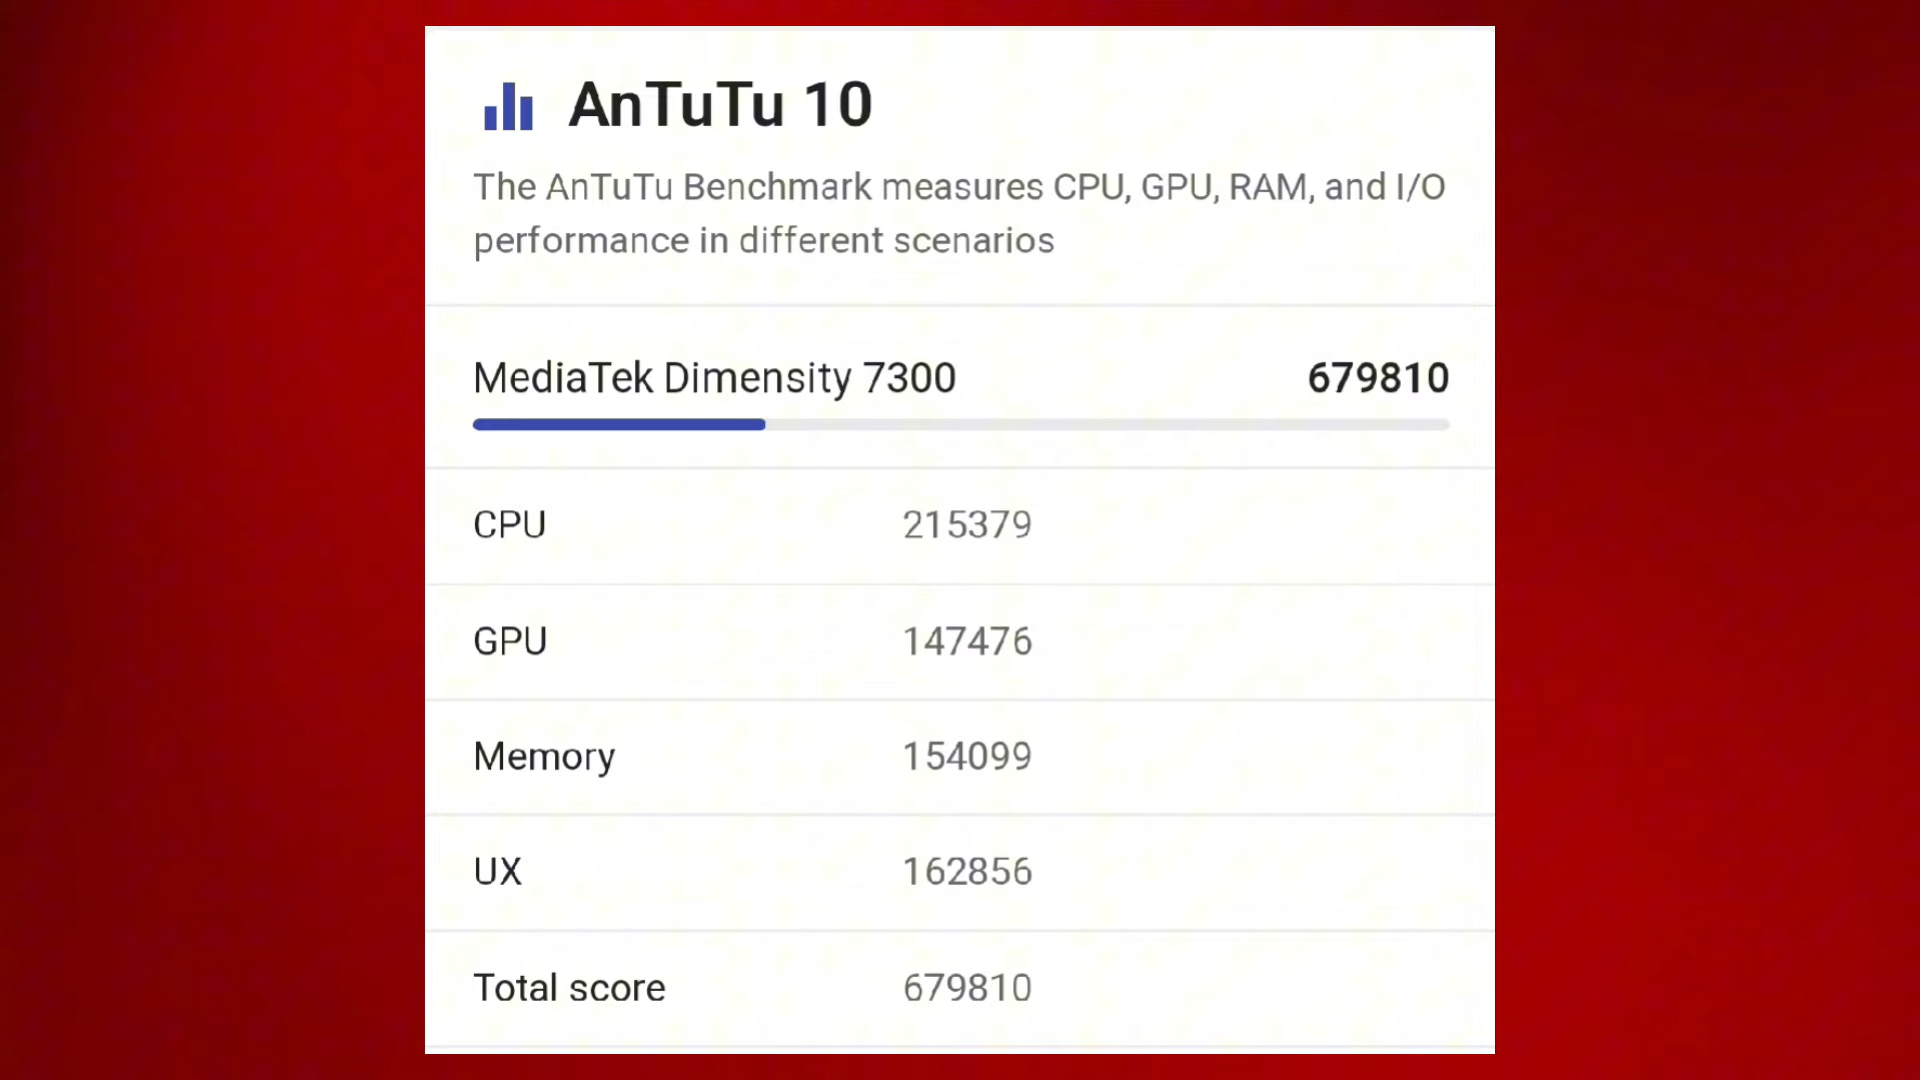 AnTuTu 10
The AnTuTu Benchmark measures CPU, GPU, RAM, and I/O
performance in different scenarios
MediaTek Dimensity 7300 679810
CPU 215379
GPU 147476
Memory 154099
UX 162856
Total score 679810